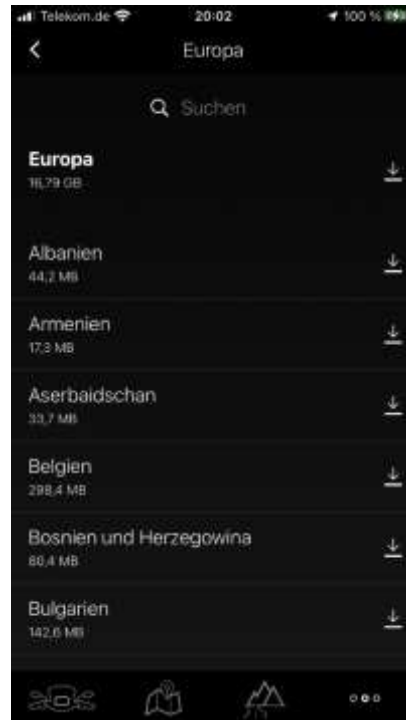 Telekom.de 20:02 100 %
Europa
Suchen
Europa
16,79 GB
Albanien
44,2 MB
Armenien
17,3 MB
Aserbaidschan
33,7 MB
Belgien
298,4 MB
Bosnien und Herzegowina
80,4 MB
Bulgarien
142,6 MB